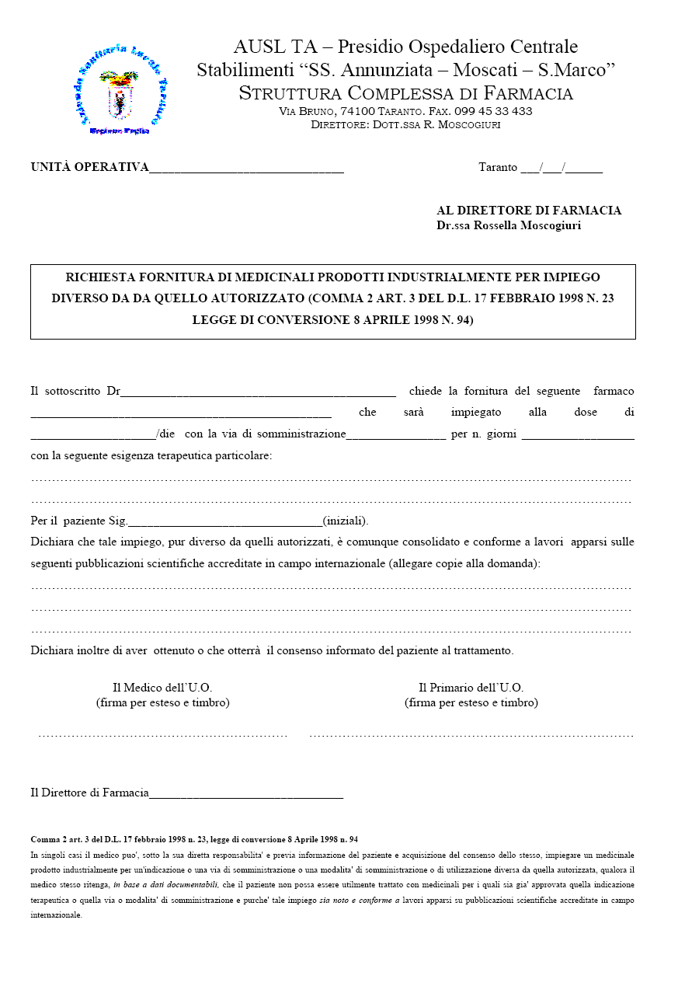 Azienda Sanitaria Locale Taranto
Regione Puglia
AUSL TA – Presidio Ospedaliero Centrale
Stabilimenti “SS. Annunziata – Moscati – S.Marco”
STRUTTURA COMPLESSA DI FARMACIA
VIA BRUNO, 74100 TARANTO. FAX. 099 45 33 433
DIRETTORE: DOTT.SSA R. MOSCOGIURI
UNITÀ OPERATIVA_______________________________ Taranto ___/___/______
AL DIRETTORE DI FARMACIA
Dr.ssa Rossella Moscogiuri
RICHIESTA FORNITURA DI MEDICINALI PRODOTTI INDUSTRIALMENTE PER IMPIEGO
DIVERSO DA DA QUELLO AUTORIZZATO (COMMA 2 ART. 3 DEL D.L. 17 FEBBRAIO 1998 N. 23
LEGGE DI CONVERSIONE 8 APRILE 1998 N. 94)
Il sottoscritto Dr____________________________________________ chiede la fornitura del seguente farmaco
________________________________________________ che sarà impiegato alla dose di
____________________/die con la via di somministrazione________________ per n. giorni __________________
con la seguente esigenza terapeutica particolare:
……………………………………………………………………………………………………………………………
……………………………………………………………………………………………………………………………
Per il paziente Sig._______________________________(iniziali).
Dichiara che tale impiego, pur diverso da quelli autorizzati, è comunque consolidato e conforme a lavori apparsi sulle
seguenti pubblicazioni scientifiche accreditate in campo internazionale (allegare copie alla domanda):
……………………………………………………………………………………………………………………………
……………………………………………………………………………………………………………………………
……………………………………………………………………………………………………………………………
Dichiara inoltre di aver ottenuto o che otterrà il consenso informato del paziente al trattamento.
Il Medico dell’U.O. Il Primario dell’U.O.
(firma per esteso e timbro) (firma per esteso e timbro)
…………………………………………………… ……………………………………………………………………
Il Direttore di Farmacia_______________________________
Comma 2 art. 3 del D.L. 17 febbraio 1998 n. 23, legge di conversione 8 Aprile 1998 n. 94
In singoli casi il medico puo', sotto la sua diretta responsabilita' e previa informazione del paziente e acquisizione del consenso dello stesso, impiegare un medicinale
prodotto industrialmente per un'indicazione o una via di somministrazione o una modalita' di somministrazione o di utilizzazione diversa da quella autorizzata, qualora il
medico stesso ritenga, in base a dati documentabili, che il paziente non possa essere utilmente trattato con medicinali per i quali sia gia' approvata quella indicazione
terapeutica o quella via o modalita' di somministrazione e purche' tale impiego sia noto e conforme a lavori apparsi su pubblicazioni scientifiche accreditate in campo
internazionale.